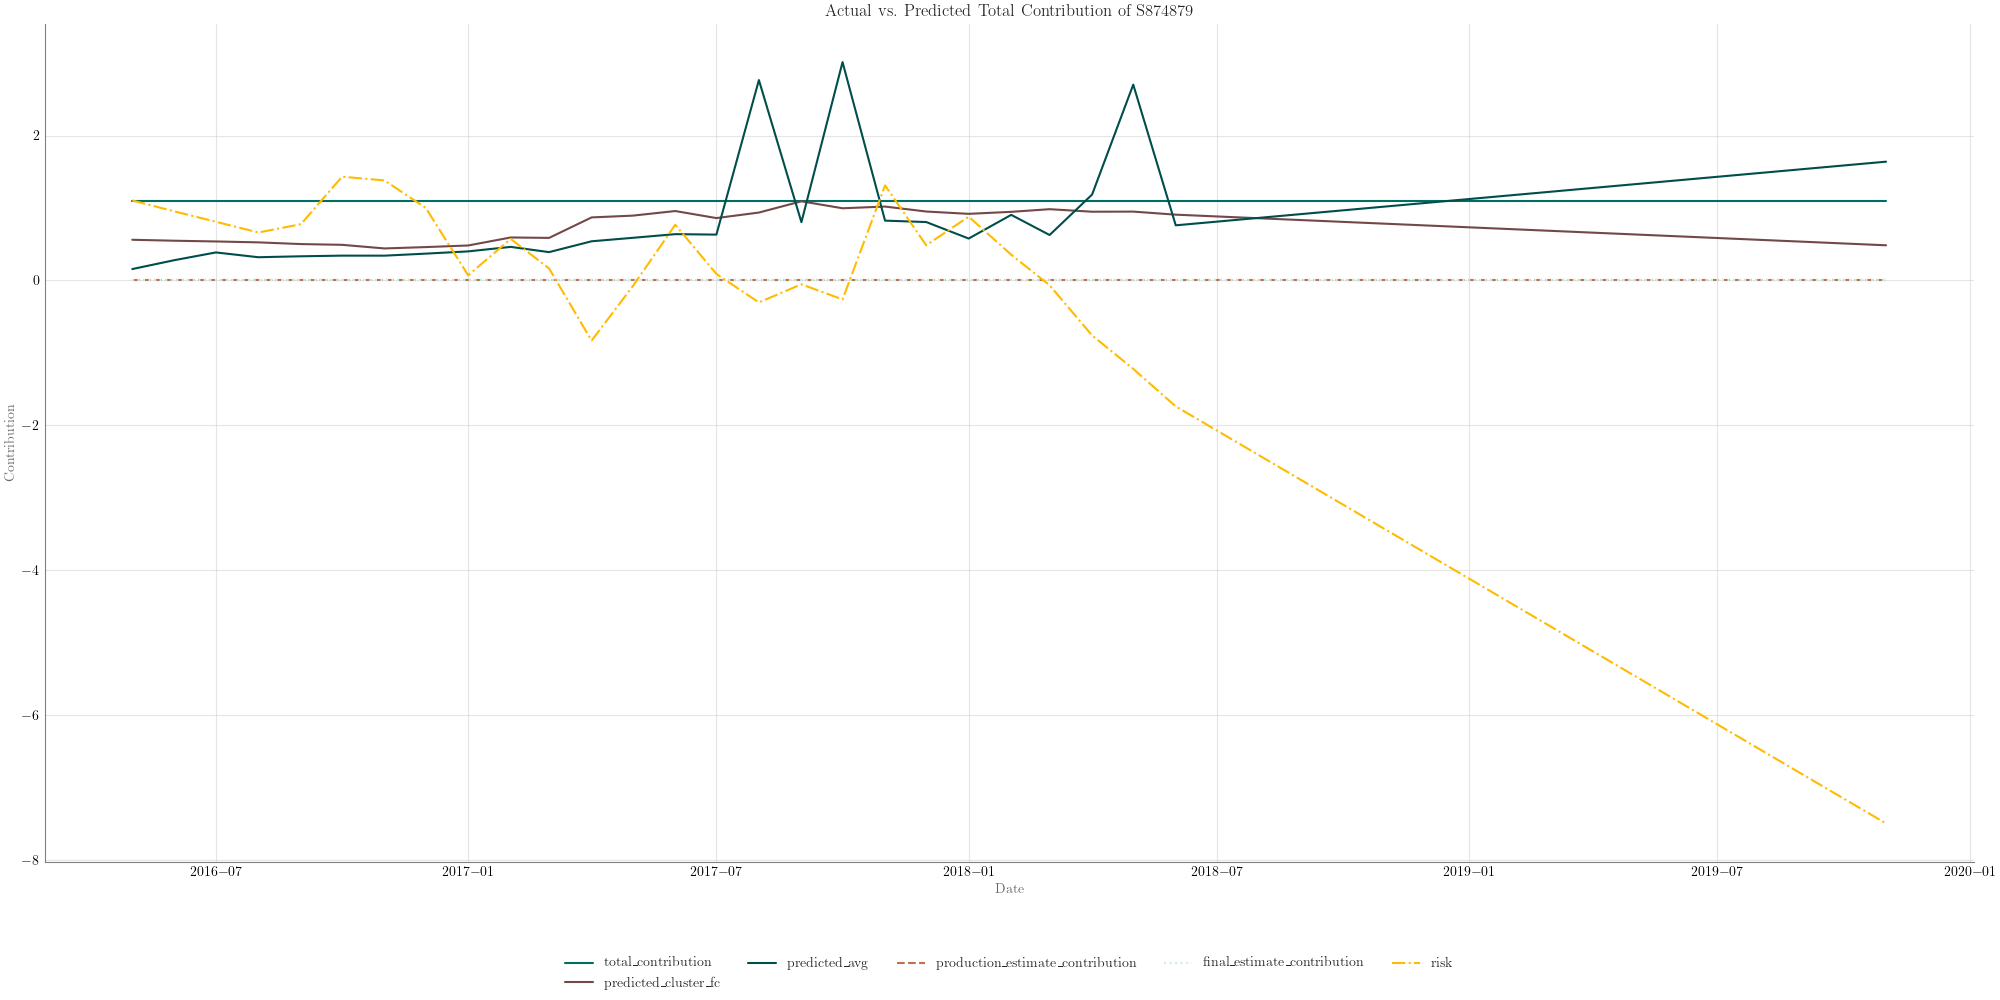 Actual vs. Predicted Total Contribution of S874879
Contribution
2
0
−2
−4
−6
−8
2016−07
2017−01
2017−07
2018−01
2018−07
2019−01
2019−07
2020−01
Date
total_contribution
predicted_avg
production_estimate_contribution
final_estimate_contribution
risk
predicted_cluster_fc